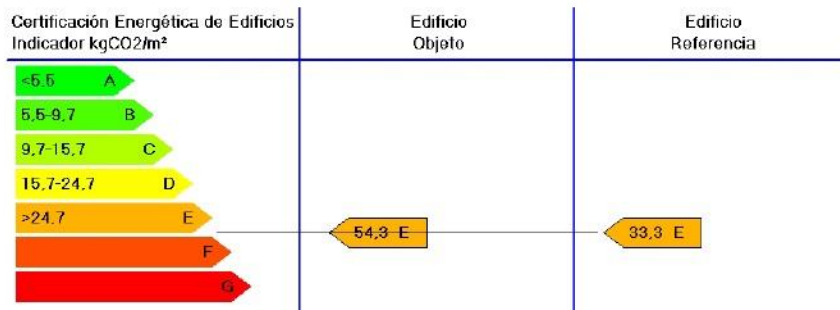 Certificación Energética de Edificios
Indicador kgCO2/m²
Edificio
Objeto
Edificio
Referencia
<5,5 A
5,5-9,7 B
9,7-15,7 C
15,7-24,7 D
>24,7 E
F
G
54,3 E
33,3 E